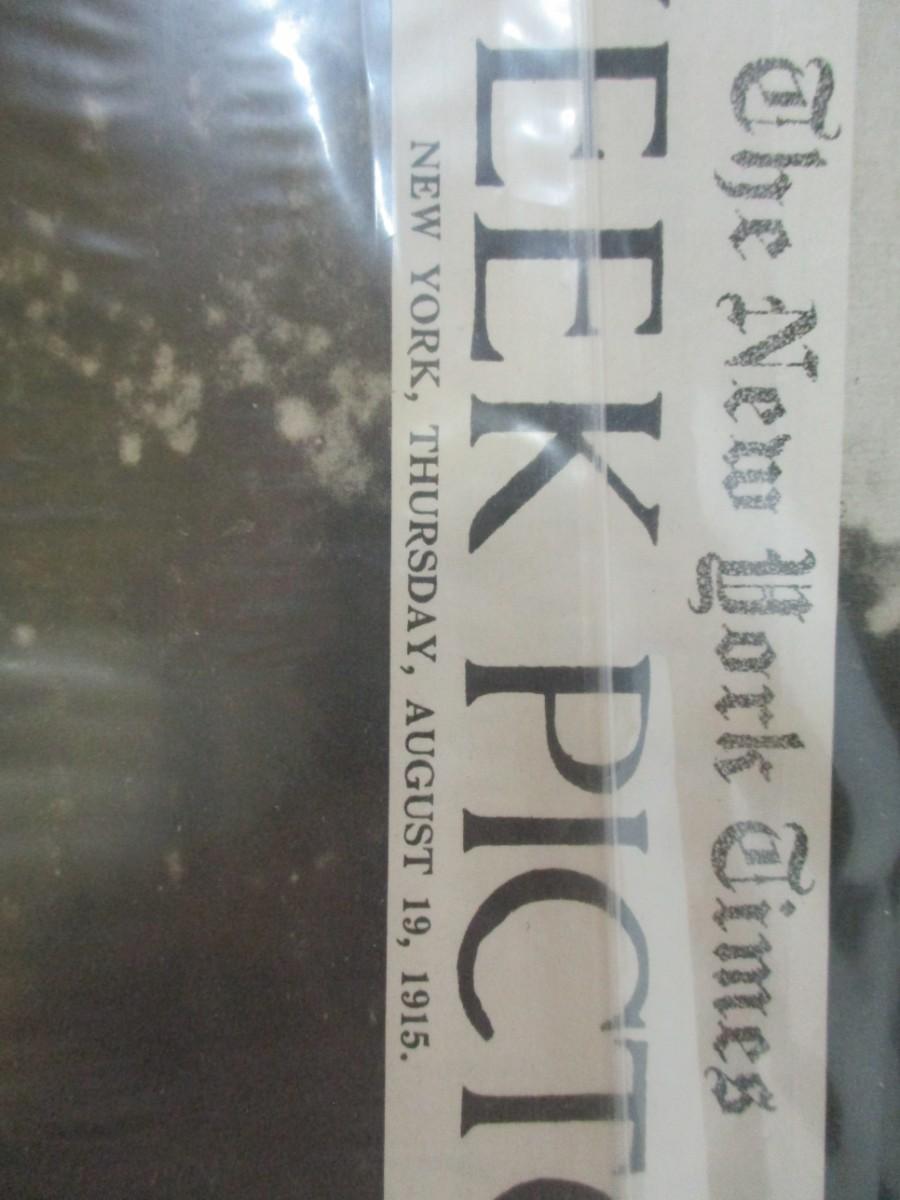 The New York Times
EEK PICT
NEW YORK, THURSDAY, AUGUST 19, 1915.